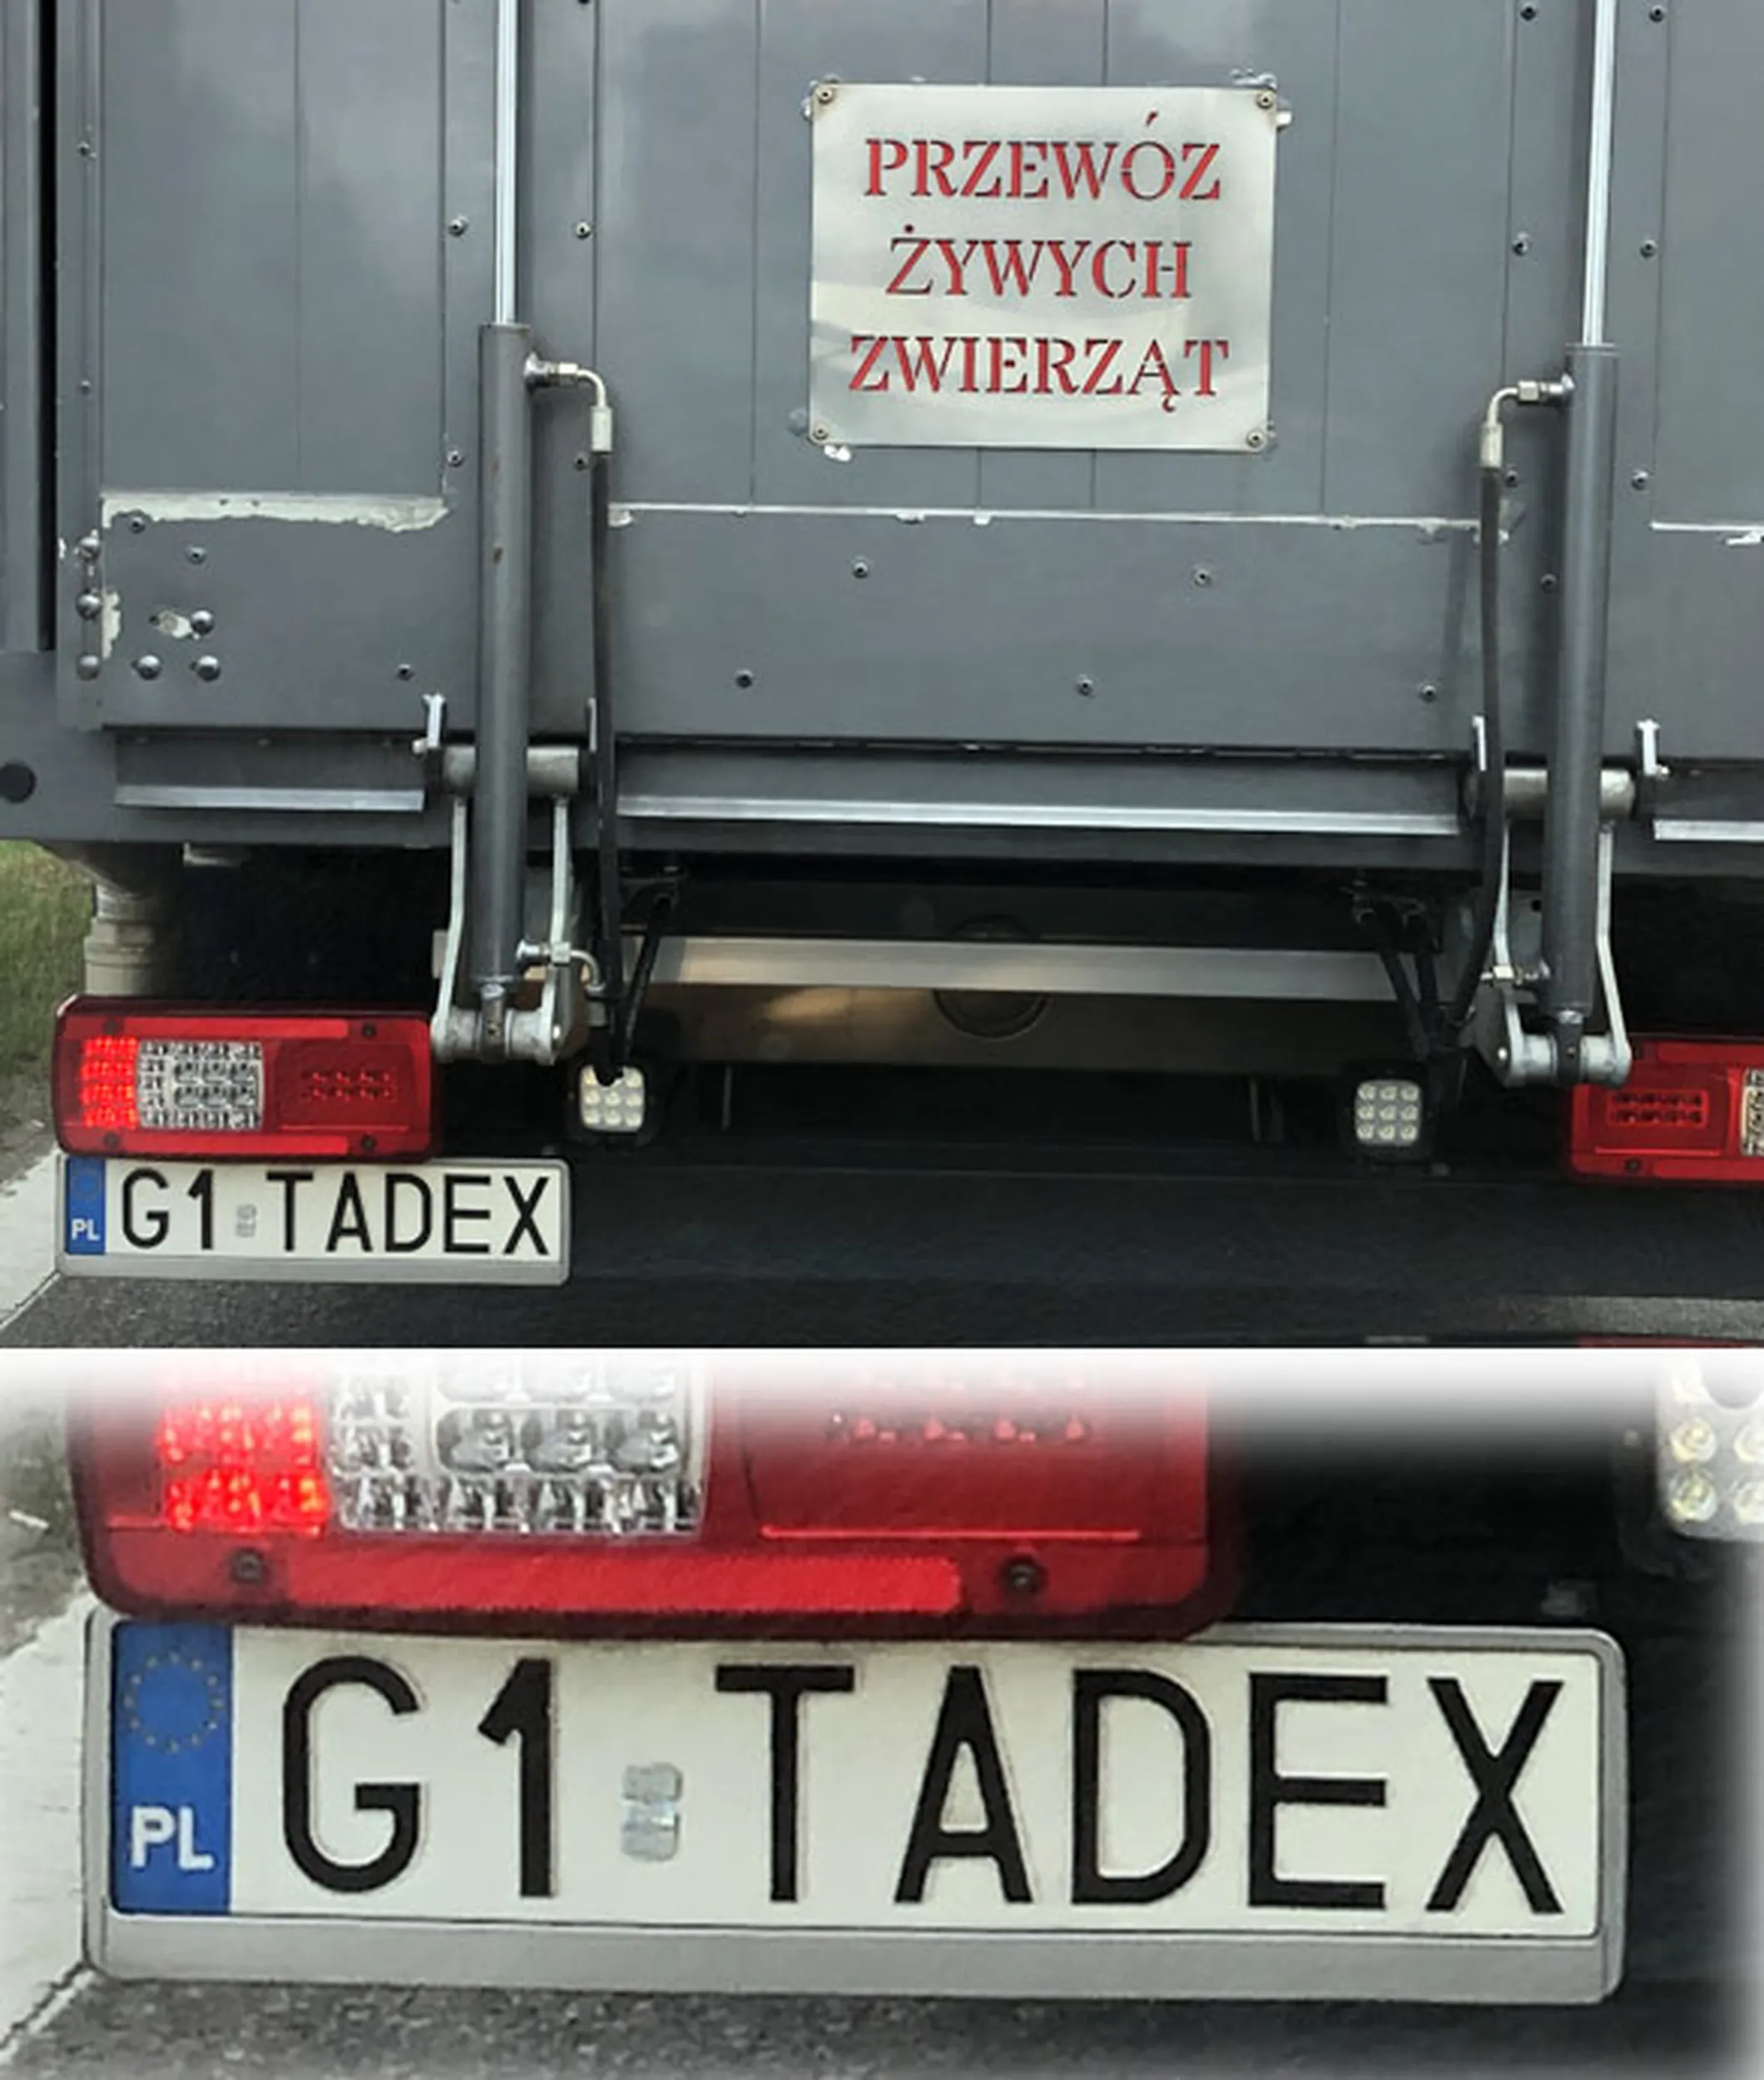 PRZEWÓZ
ŻYWYCH
ZWIERZĄT
PL G1 TADEX
PL G1 TADEX